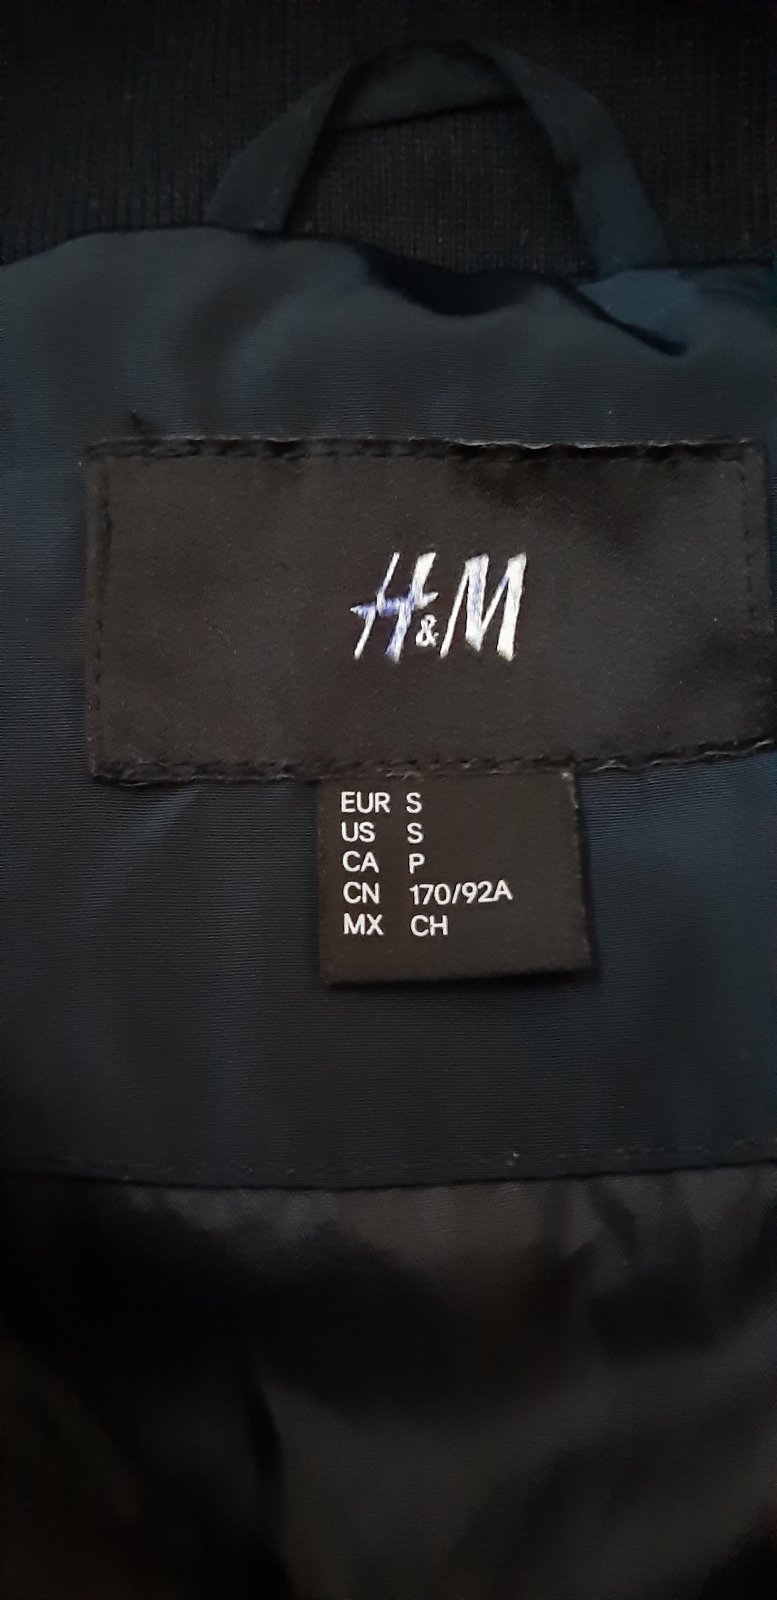 H&M
EUR S
US S
CA P
CN 170/92A
MX CH